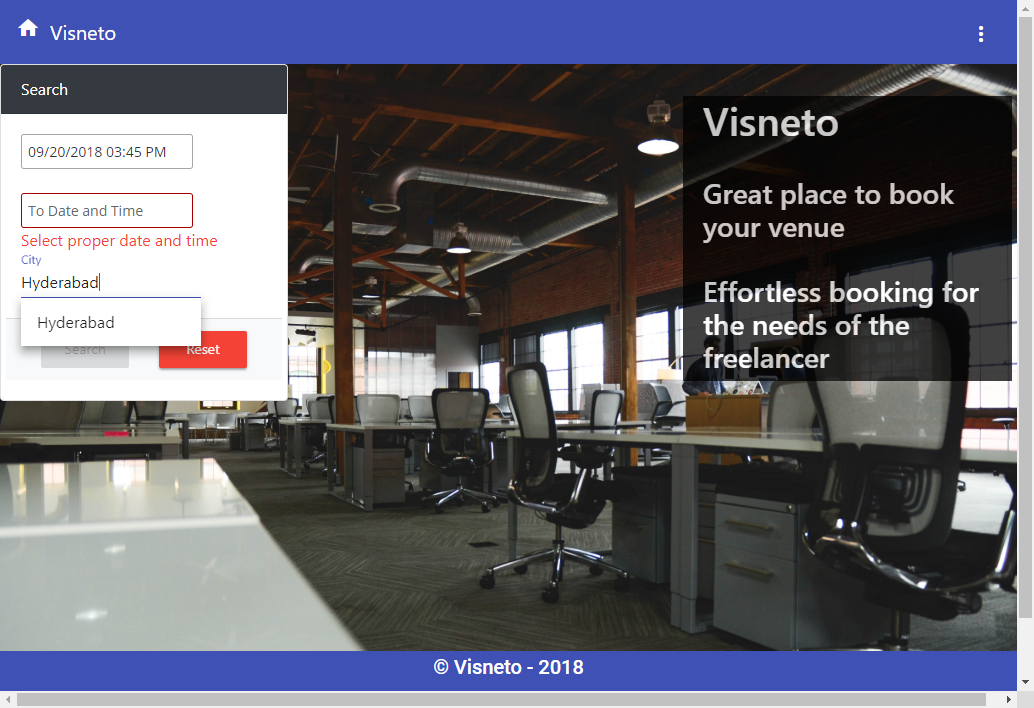 Visneto
Search
09/20/2018 03:45 PM
To Date and Time
Select proper date and time
City
Hyderabad
Hyderabad
Search
Reset
Visneto
Great place to book
your venue
Effortless booking for
the needs of the
freelancer
© Visneto - 2018